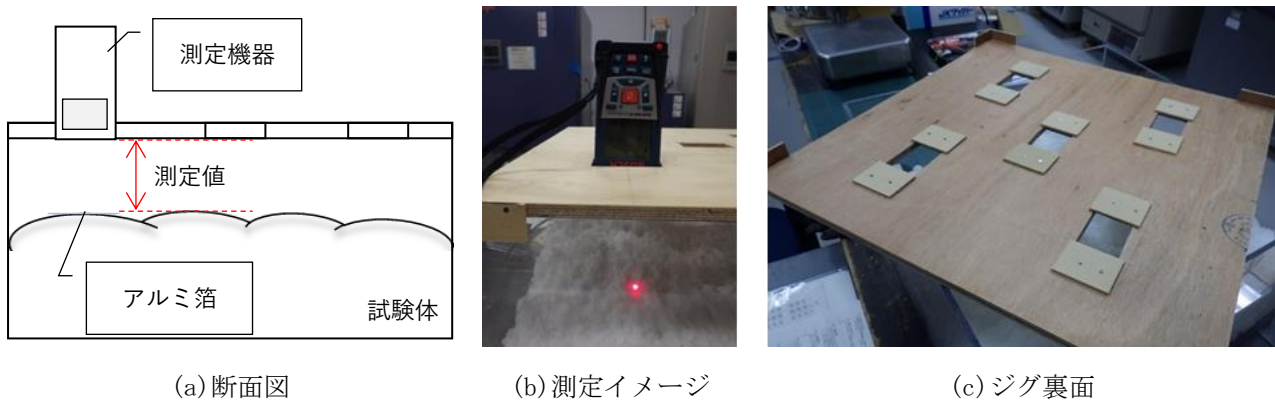 測定機器
測定値
アルミ箔
試験体
(a)断面図
(b)測定イメージ
(c)ジグ裏面